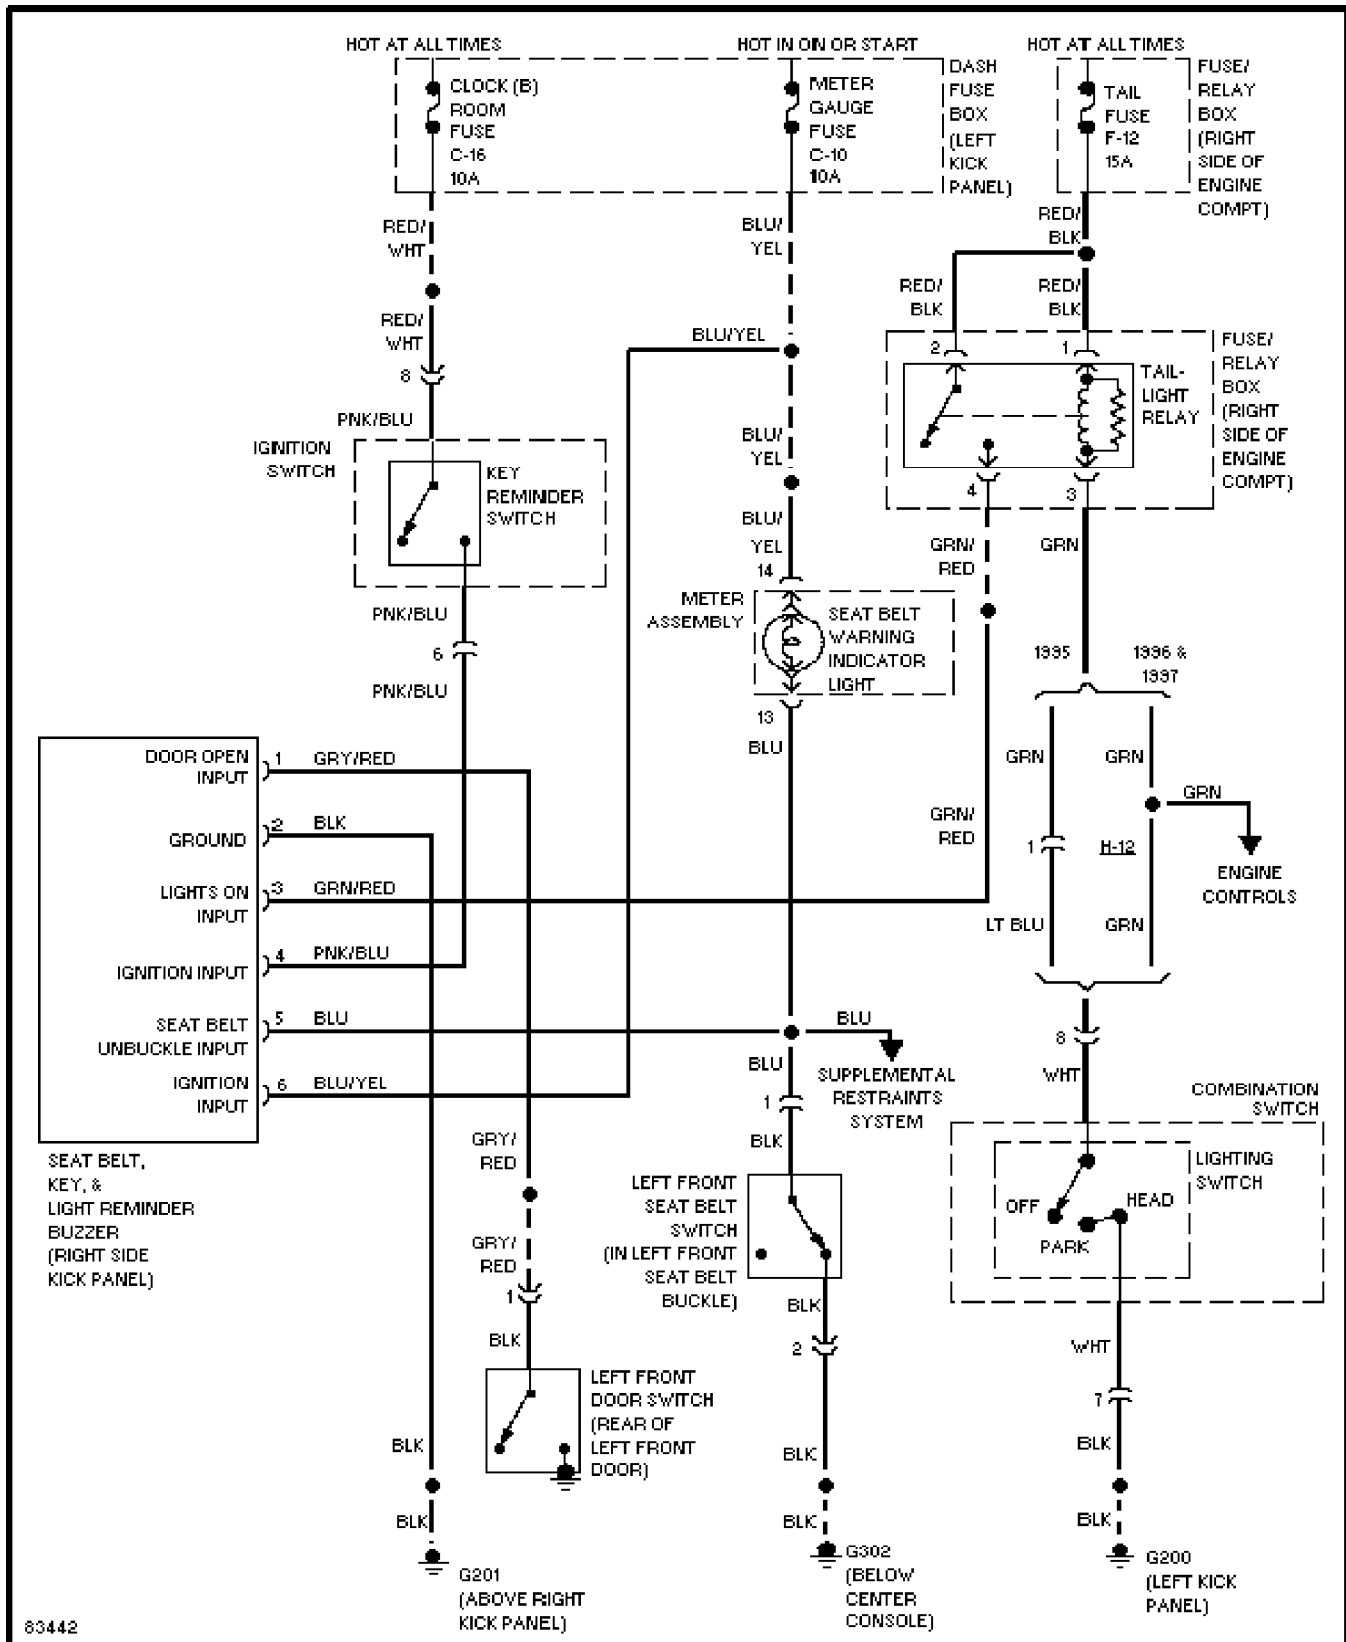 HOT AT ALL TIMES
HOT IN ON OR START
HOT AT ALL TIMES
CLOCK (B)
ROOM
FUSE
C-16
10A
METER
GAUGE
FUSE
C-10
10A
DASH
FUSE
BOX
(LEFT
KICK
PANEL)
TAIL
FUSE
F-12
15A
FUSE/
RELAY
BOX
(RIGHT
SIDE OF
ENGINE
COMPT)
RED/
WHT
BLU/
YEL
RED/
BLK
RED/
BLK
RED/
BLK
RED/
WHT
8
PNK/BLU
BLU/YEL
2
1
TAIL-
LIGHT
RELAY
FUSE/
RELAY
BOX
(RIGHT
SIDE OF
ENGINE
COMPT)
4
3
IGNITION
SWITCH
KEY
REMINDER
SWITCH
BLU/
YEL
BLU/
YEL
14
GRN/
RED
GRN
METER
ASSEMBLY
SEAT BELT
WARNING
INDICATOR
LIGHT
13
BLU
PNK/BLU
6
PNK/BLU
1995
1996 &
1997
GRN
GRN
GRN
GRN/
RED
1
H-12
ENGINE
CONTROLS
LT BLU
GRN
DOOR OPEN
INPUT
1
GRY/RED
GROUND
2
BLK
LIGHTS ON
INPUT
3
GRN/RED
IGNITION INPUT
4
PNK/BLU
SEAT BELT
UNBUCKLE INPUT
5
BLU
IGNITION
INPUT
6
BLU/YEL
BLU
SUPPLEMENTAL
RESTRAINTS
SYSTEM
BLU
1
BLK
8
WHT
COMBINATION
SWITCH
LIGHTING
SWITCH
OFF
HEAD
PARK
SEAT BELT,
KEY, &
LIGHT REMINDER
BUZZER
(RIGHT SIDE
KICK PANEL)
GRY/
RED
GRY/
RED
1
BLK
LEFT FRONT
SEAT BELT
SWITCH
(IN LEFT FRONT
SEAT BELT
BUCKLE)
BLK
2
LEFT FRONT
DOOR SWITCH
(REAR OF
LEFT FRONT
DOOR)
WHT
7
BLK
BLK
BLK
BLK
BLK
BLK
G201
(ABOVE RIGHT
KICK PANEL)
G302
(BELOW
CENTER
CONSOLE)
G200
(LEFT KICK
PANEL)
83442